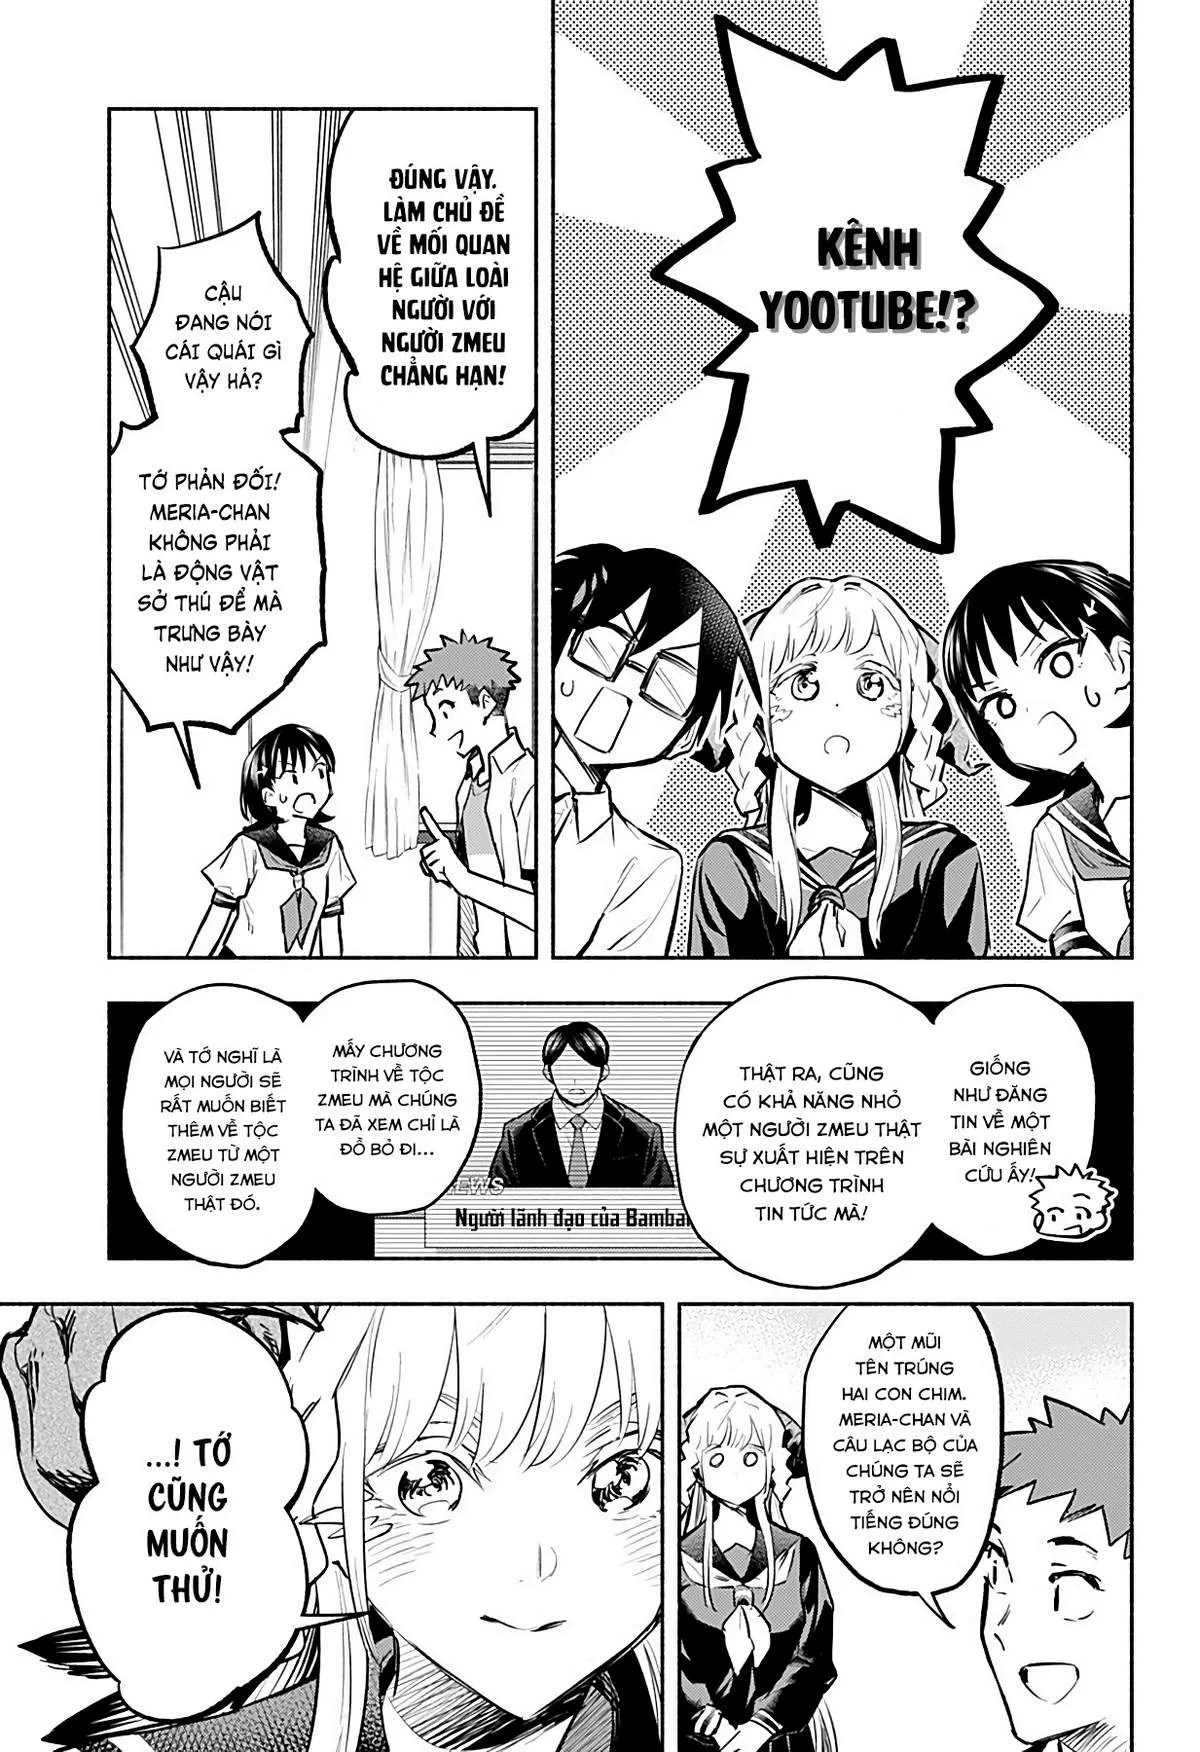 KÊNH
YOOTUBE!?
ĐÚNG VẬY.
LÀM CHỦ ĐỀ
VỀ MỐI QUAN
HỆ GIỮA LOÀI
NGƯỜI VỚI
NGƯỜI ZMEU
CHẲNG HẠN!
CẬU
ĐANG NÓI
CÁI QUÁI GÌ
VẬY HẢ?
TỚ PHẢN ĐỐI!
MERIA-CHAN
KHÔNG PHẢI
LÀ ĐỘNG VẬT
SỞ THÚ ĐỂ MÀ
TRƯNG BÀY
NHƯ VẬY!
GIỐNG
NHƯ ĐĂNG
TIN VỀ MỘT
BÀI NGHIÊN
CỨU ẤY!
THẬT RA, CŨNG
CÓ KHẢ NĂNG NHỎ
MỘT NGƯỜI ZMEU THẬT
SỰ XUẤT HIỆN TRÊN
CHƯƠNG TRÌNH
TIN TỨC MÀ!
NEWS
Người lãnh đạo của Bamba
MẤY CHƯƠNG
TRÌNH VỀ TỘC
ZMEU MÀ CHÚNG
TA ĐÃ XEM CHỈ LÀ
ĐỒ BỎ ĐI...
VÀ TỚ NGHĨ LÀ
MỌI NGƯỜI SẼ
RẤT MUỐN BIẾT
THÊM VỀ TỘC
ZMEU TỪ MỘT
NGƯỜI ZMEU
THẬT ĐÓ.
MỘT MŨI
TÊN TRÚNG
HAI CON CHIM.
MERIA-CHAN VÀ
CÂU LẠC BỘ CỦA
CHÚNG TA SẼ
TRỞ NÊN NỔI
TIẾNG ĐÚNG
KHÔNG?
...! TỚ
CŨNG
MUỐN
THỬ!